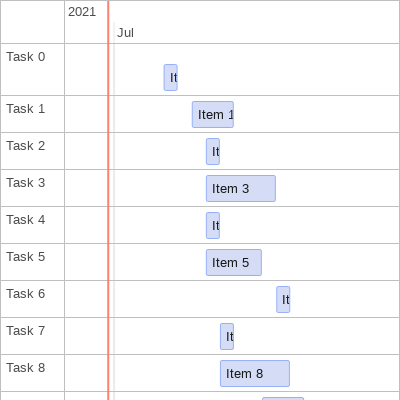 2021
Jul
Task 0
It
Task 1
Item 1
Task 2
It
Task 3
Item 3
Task 4
It
Task 5
Item 5
Task 6
It
Task 7
It
Task 8
Item 8